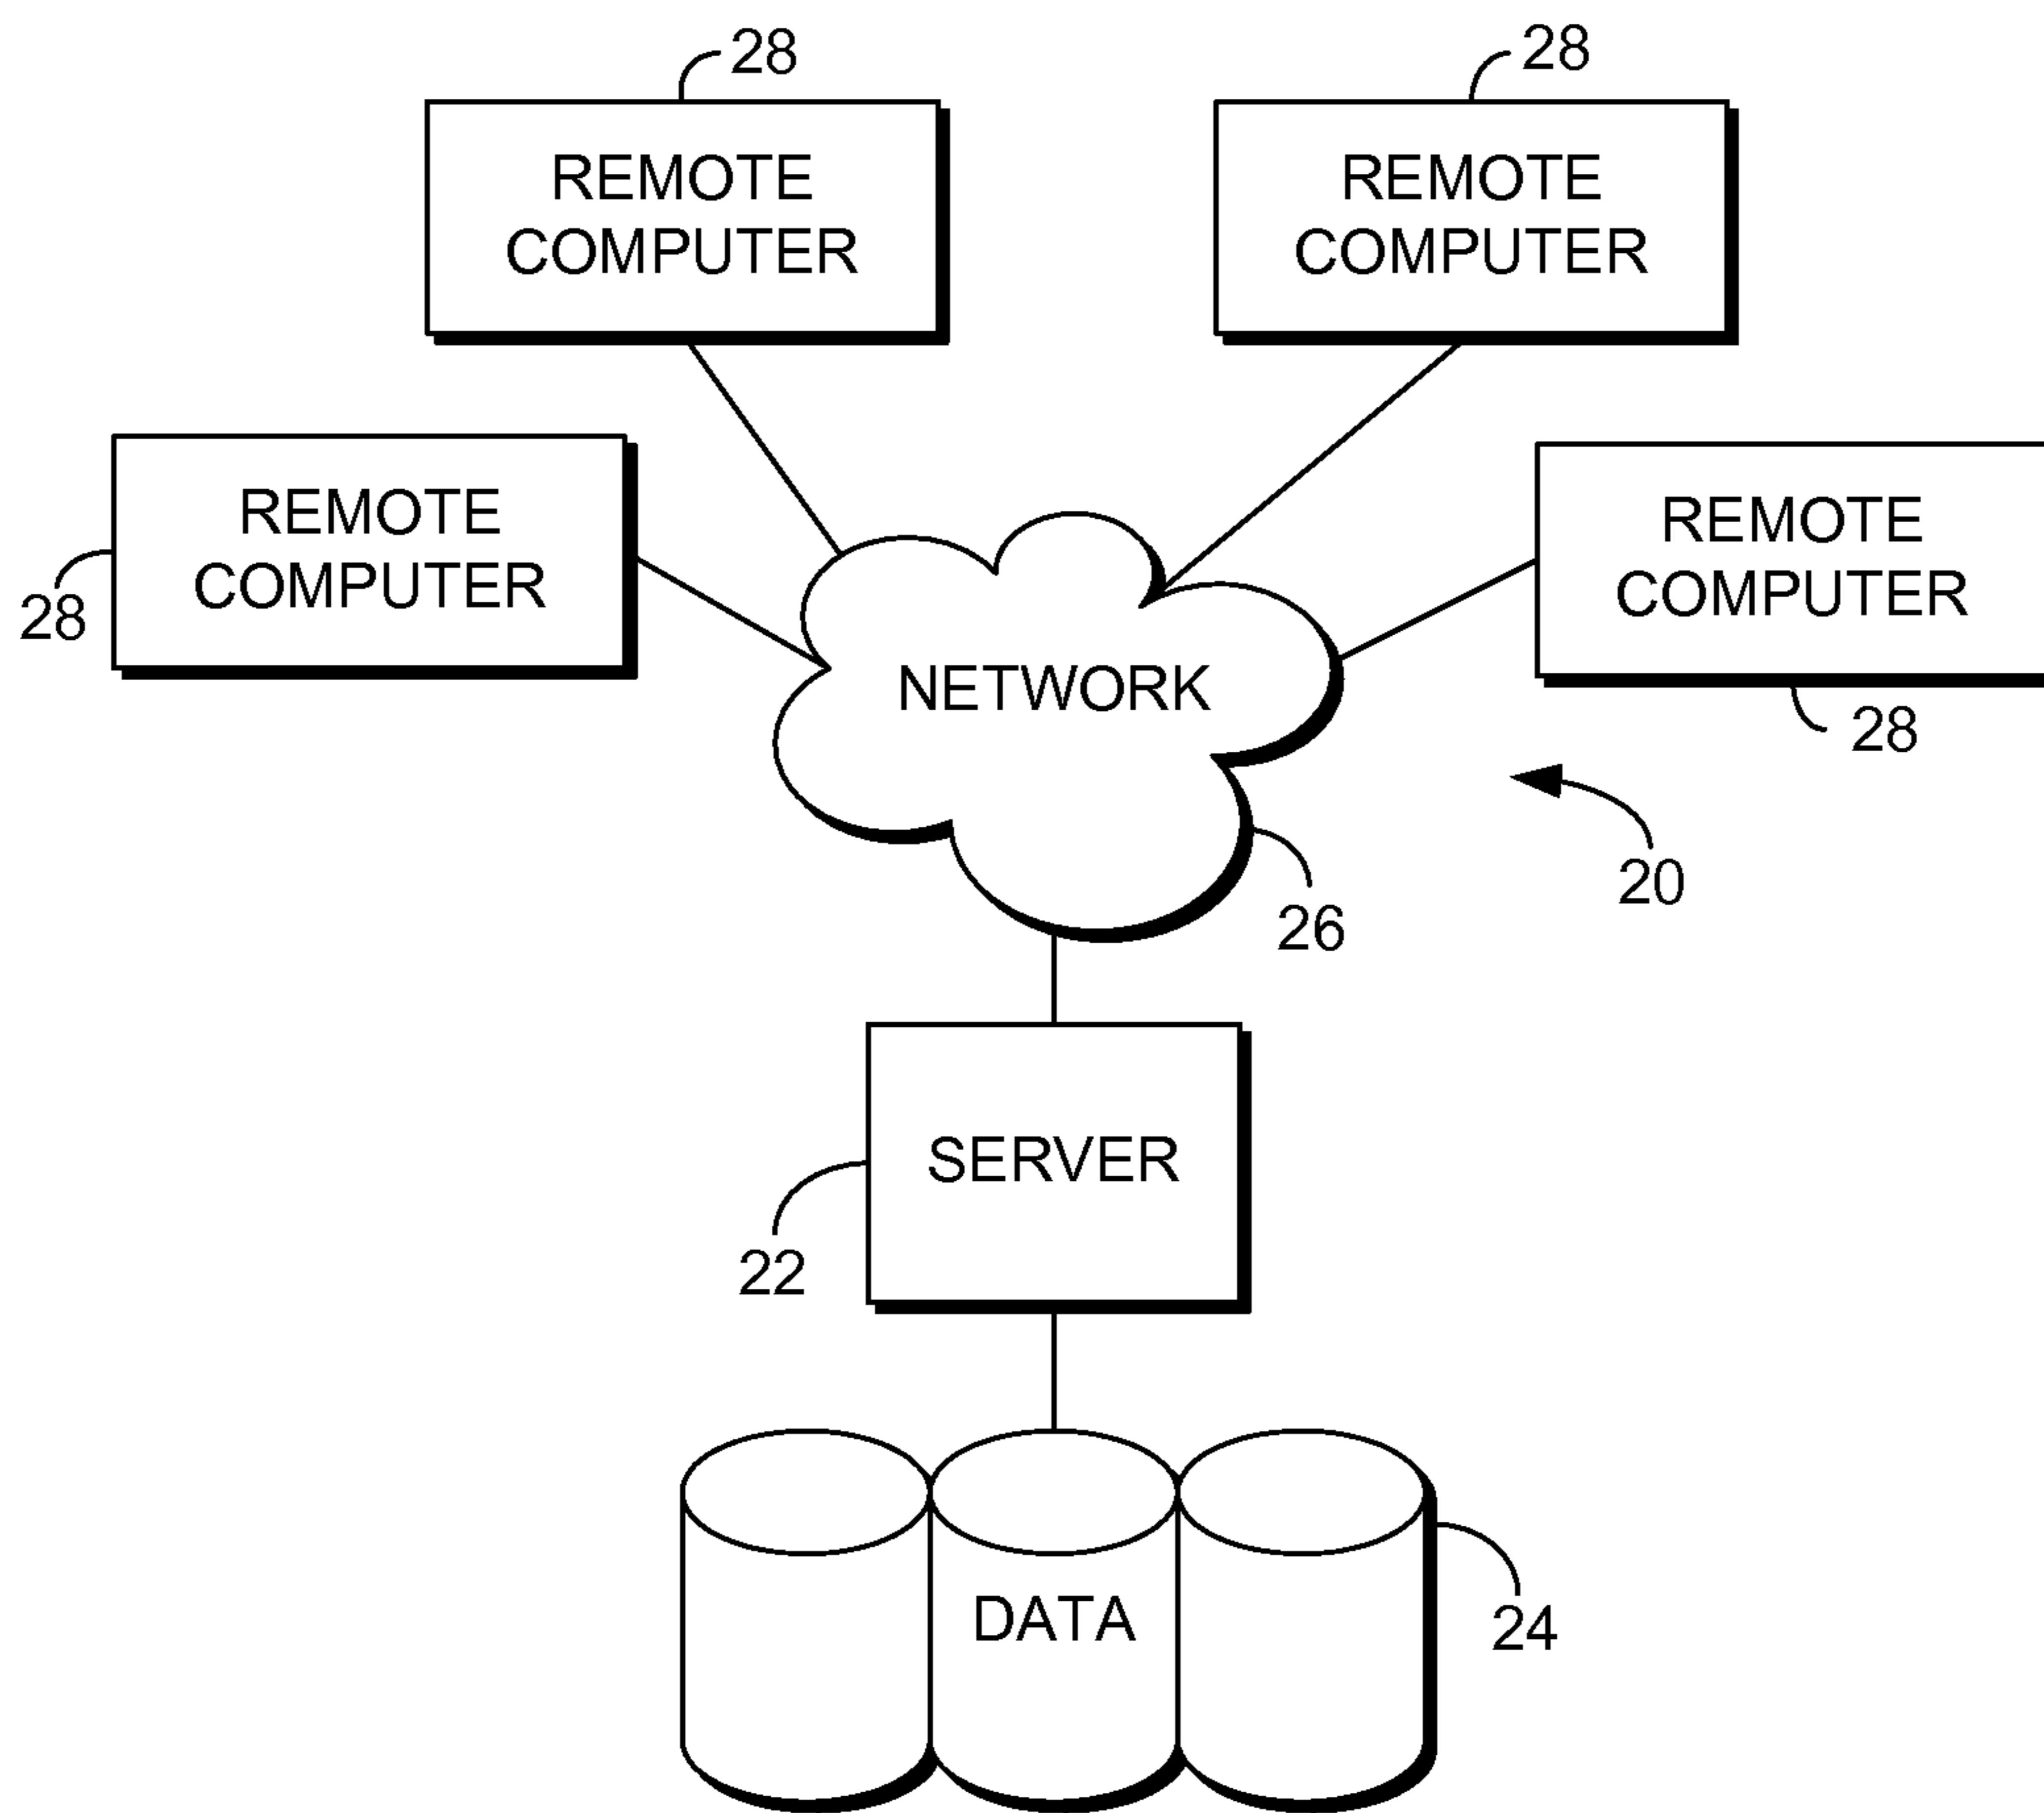 28
28
REMOTE
COMPUTER
REMOTE
COMPUTER
REMOTE
COMPUTER
28
REMOTE
COMPUTER
28
NETWORK
20
26
SERVER
22
DATA
24